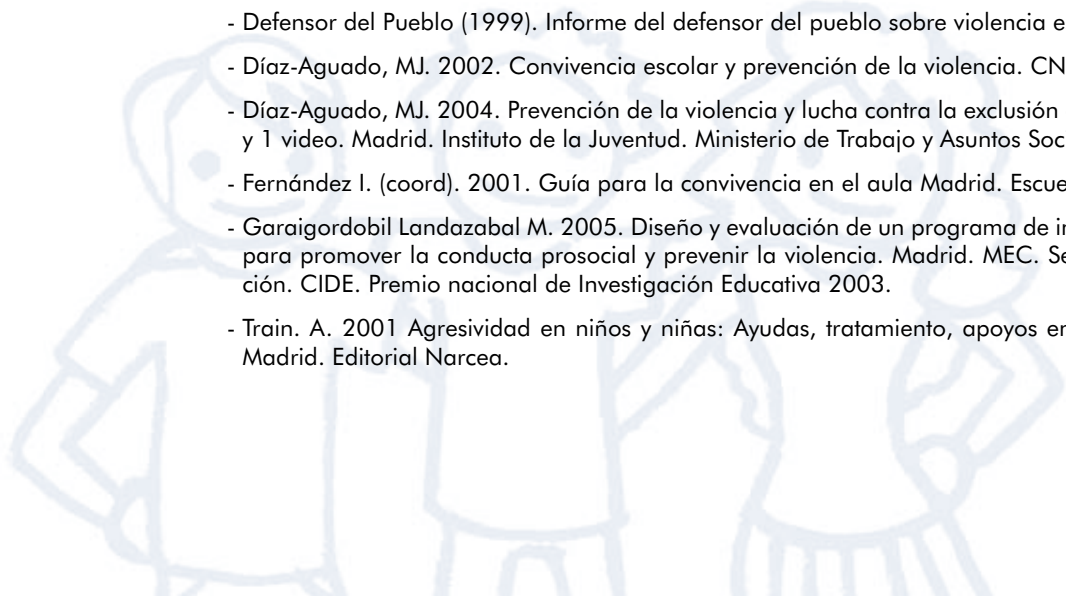 - Defensor del Pueblo (1999). Informe del defensor del pueblo sobre violencia e
- Díaz-Aguado, MJ. 2002. Convivencia escolar y prevención de la violencia. CN
- Díaz-Aguado, MJ. 2004. Prevención de la violencia y lucha contra la exclusión
y 1 video. Madrid. Instituto de la Juventud. Ministerio de Trabajo y Asuntos Soc
- Fernández I. (coord). 2001. Guía para la convivencia en el aula Madrid. Escue
- Garaigordobil Landazabal M. 2005. Diseño y evaluación de un programa de in
para promover la conducta prosocial y prevenir la violencia. Madrid. MEC. Se
ción. CIDE. Premio nacional de Investigación Educativa 2003.
- Train. A. 2001 Agresividad en niños y niñas: Ayudas, tratamiento, apoyos en
Madrid. Editorial Narcea.